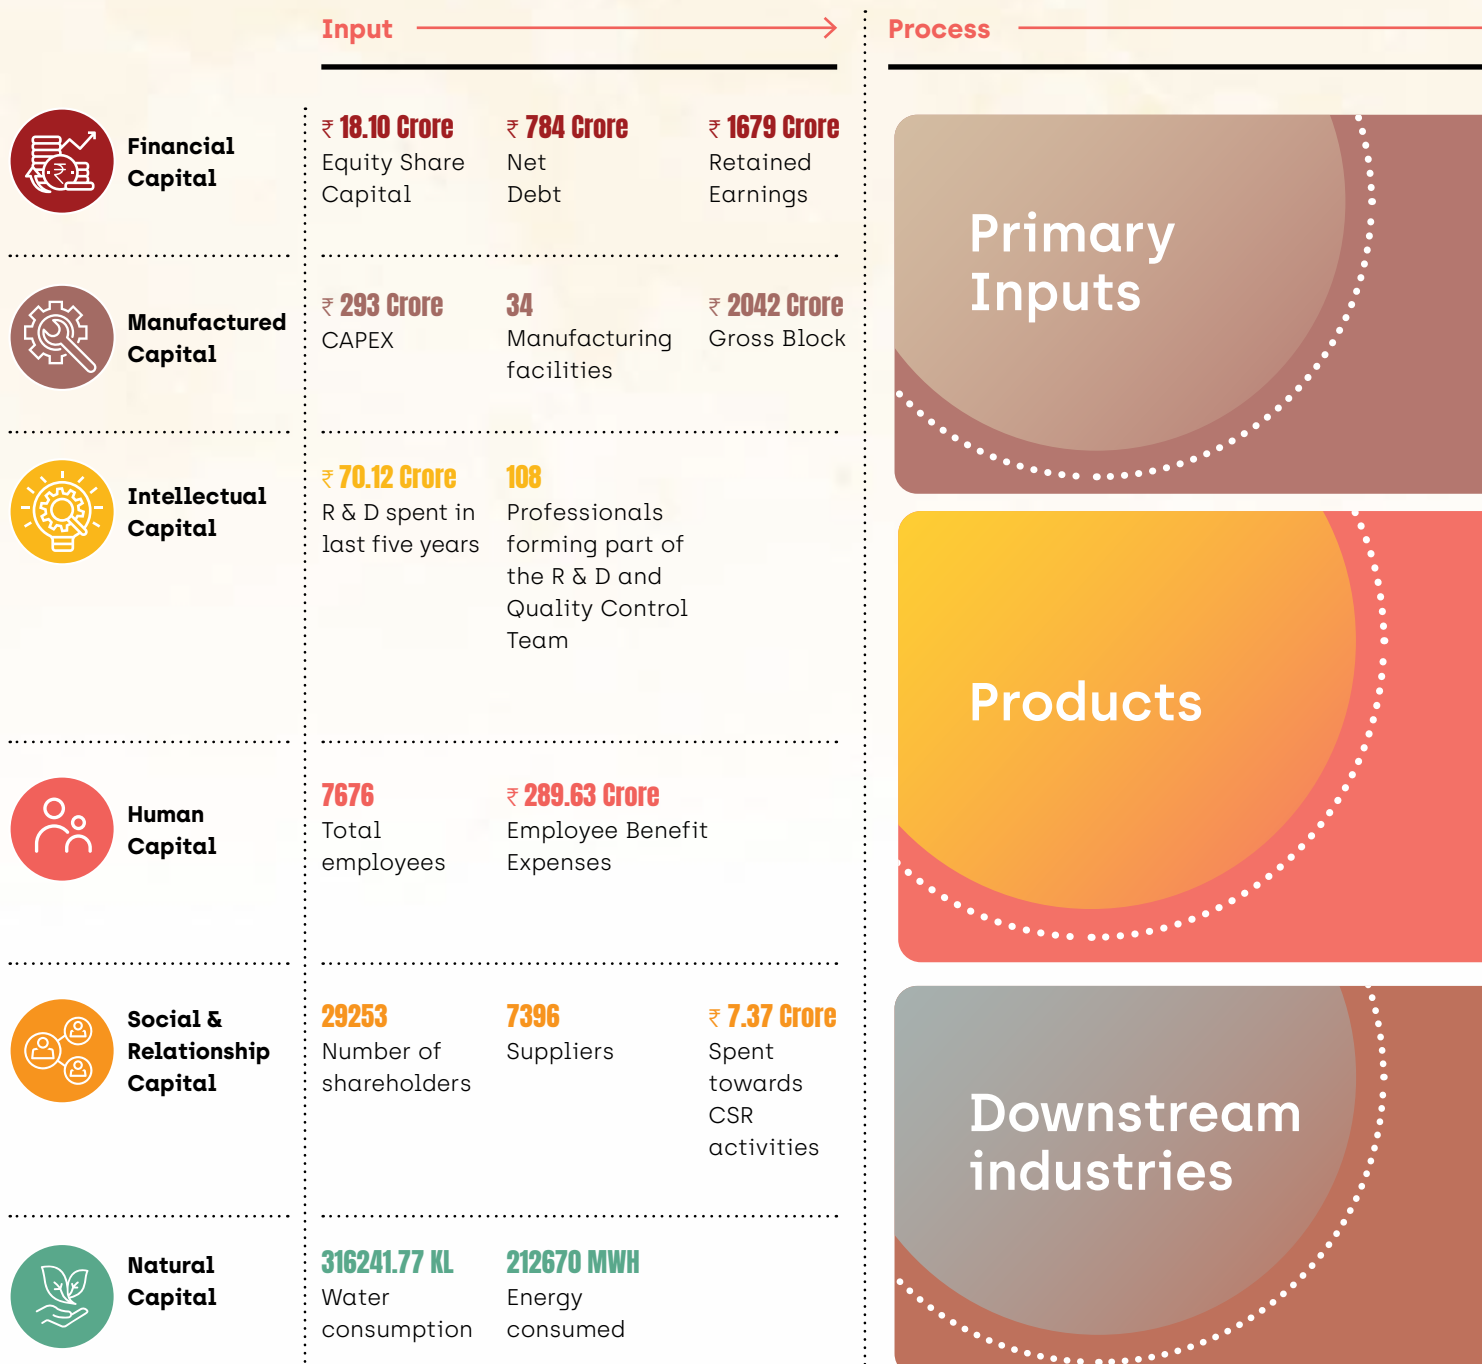 Input
Process
Financial
Capital
₹ 18.10 Crore
Equity Share
Capital
₹ 784 Crore
Net
Debt
₹ 1679 Crore
Retained
Earnings
Manufactured
Capital
₹ 293 Crore
CAPEX
34
Manufacturing
facilities
₹ 2042 Crore
Gross Block
Intellectual
Capital
₹ 70.12 Crore
R & D spent in
last five years
108
Professionals
forming part of
the R & D and
Quality Control
Team
Human
Capital
7676
Total
employees
₹ 289.63 Crore
Employee Benefit
Expenses
Social &
Relationship
Capital
29253
Number of
shareholders
7396
Suppliers
₹ 7.37 Crore
Spent
towards
CSR
activities
Natural
Capital
316241.77 KL
Water
consumption
212670 MWH
Energy
consumed
Primary
Inputs
Products
Downstream
industries